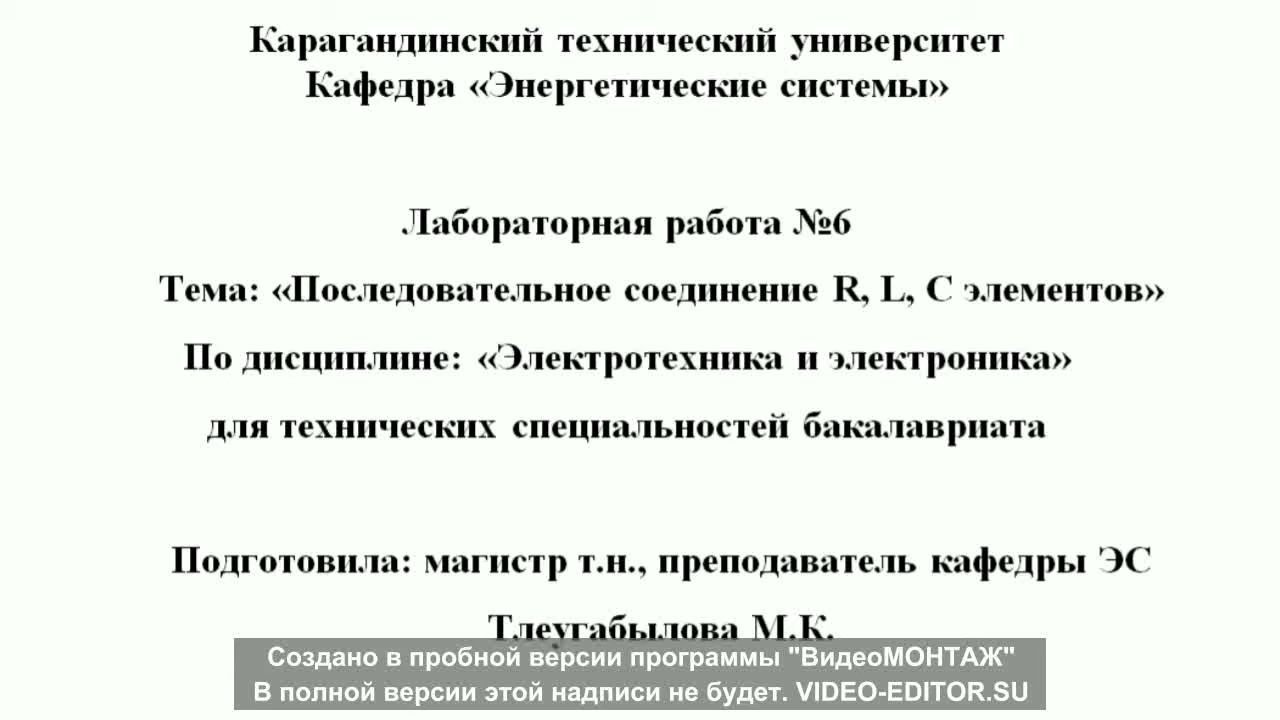 Карагандинский технический университет
Кафедра «Энергетические системы»
Лабораторная работа №6
Тема: «Последовательное соединение R, L, C элементов»
По дисциплине: «Электротехника и электроника»
для технических специальностей бакалавриата
Подготовила: магистр т.н., преподаватель кафедры ЭС
Тлеугабылова М.К.
Создано в пробной версии программы "ВидеоМОНТАЖ"
В полной версии этой надписи не будет. VIDEO-EDITOR.SU